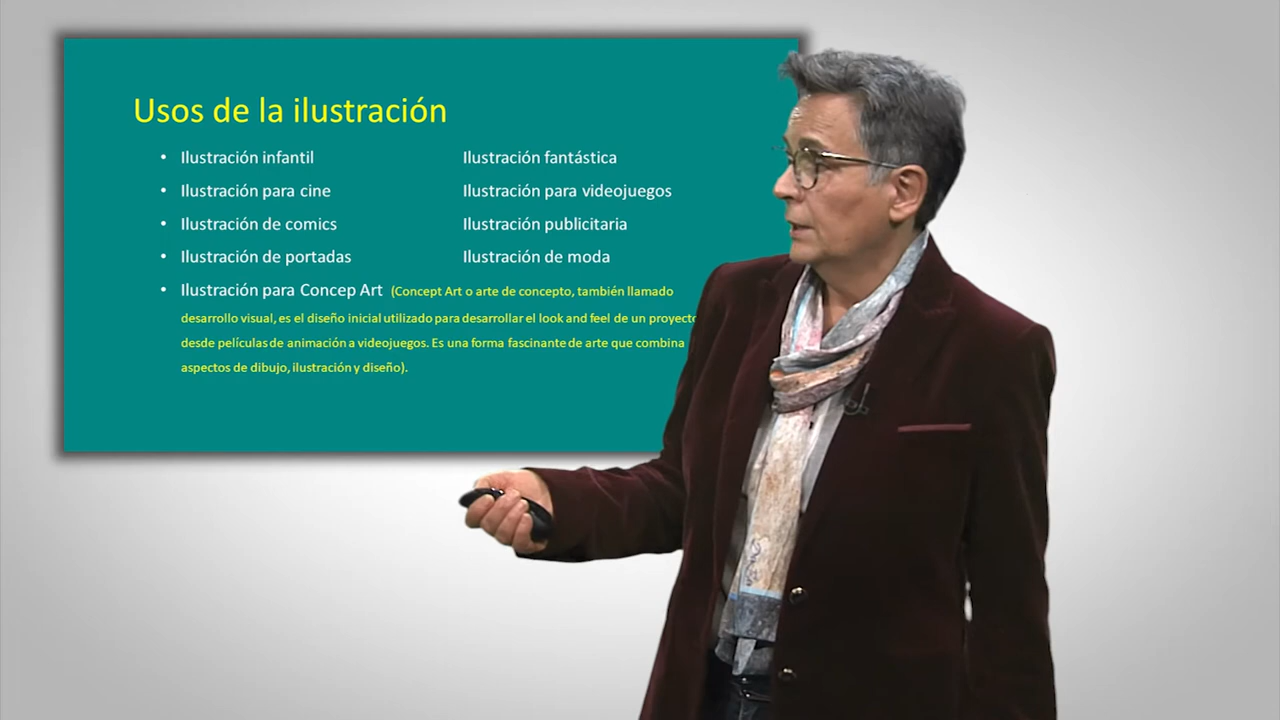 Usos de la ilustración
• Ilustración infantil Ilustración fantástica
• Ilustración para cine Ilustración para videojuegos
• Ilustración de comics Ilustración publicitaria
• Ilustración de portadas Ilustración de moda
• Ilustración para Concep Art (Concept Art o arte de concepto, también llamado
desarrollo visual, es el diseño inicial utilizado para desarrollar el look and feel de un proyecto
desde películas de animación a videojuegos. Es una forma fascinante de arte que combina
aspectos de dibujo, ilustración y diseño).